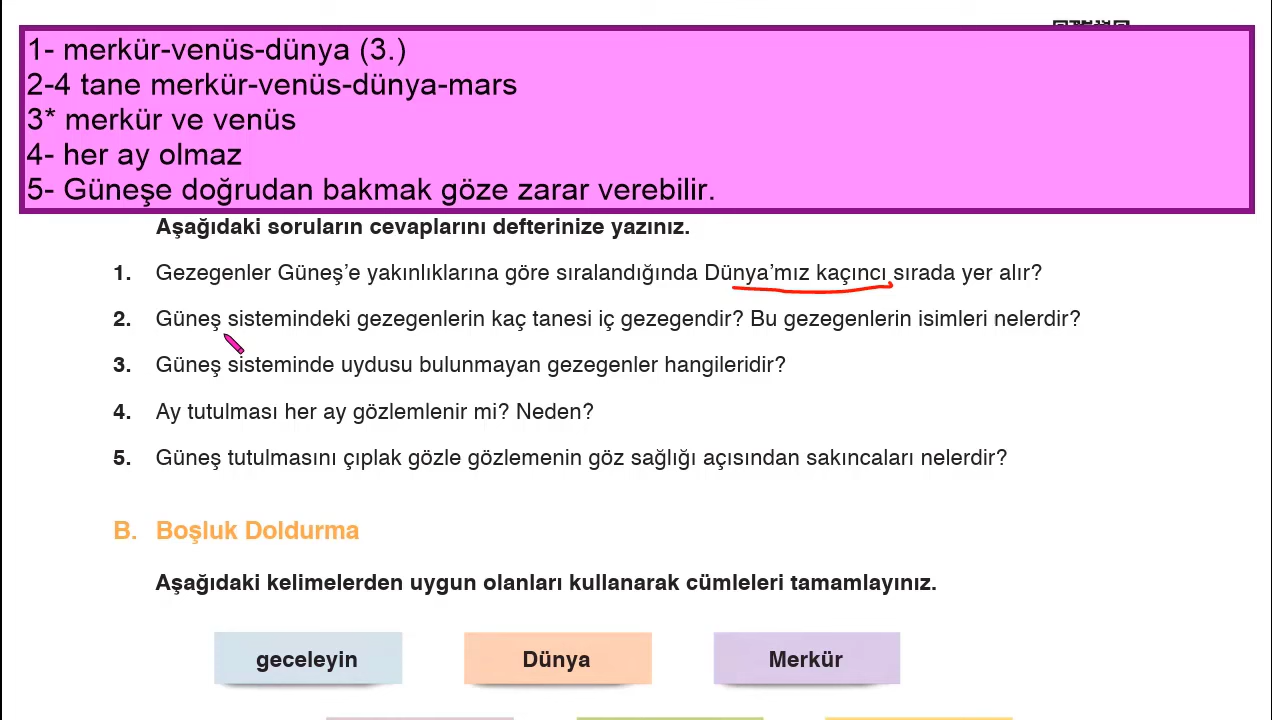 1- merkür-venüs-dünya (3.)
2-4 tane merkür-venüs-dünya-mars
3* merkür ve venüs
4- her ay olmaz
5- Güneşe doğrudan bakmak göze zarar verebilir.
Aşağıdaki soruların cevaplarını defterinize yazınız.
1. Gezegenler Güneş’e yakınlıklarına göre sıralandığında Dünya’mız kaçıncı sırada yer alır?
2. Güneş sistemindeki gezegenlerin kaç tanesi iç gezegendir? Bu gezegenlerin isimleri nelerdir?
3. Güneş sisteminde uydusu bulunmayan gezegenler hangileridir?
4. Ay tutulması her ay gözlemlenir mi? Neden?
5. Güneş tutulmasını çıplak gözle gözlemenin göz sağlığı açısından sakıncaları nelerdir?
B. Boşluk Doldurma
Aşağıdaki kelimelerden uygun olanları kullanarak cümleleri tamamlayınız.
geceleyin Dünya Merkür